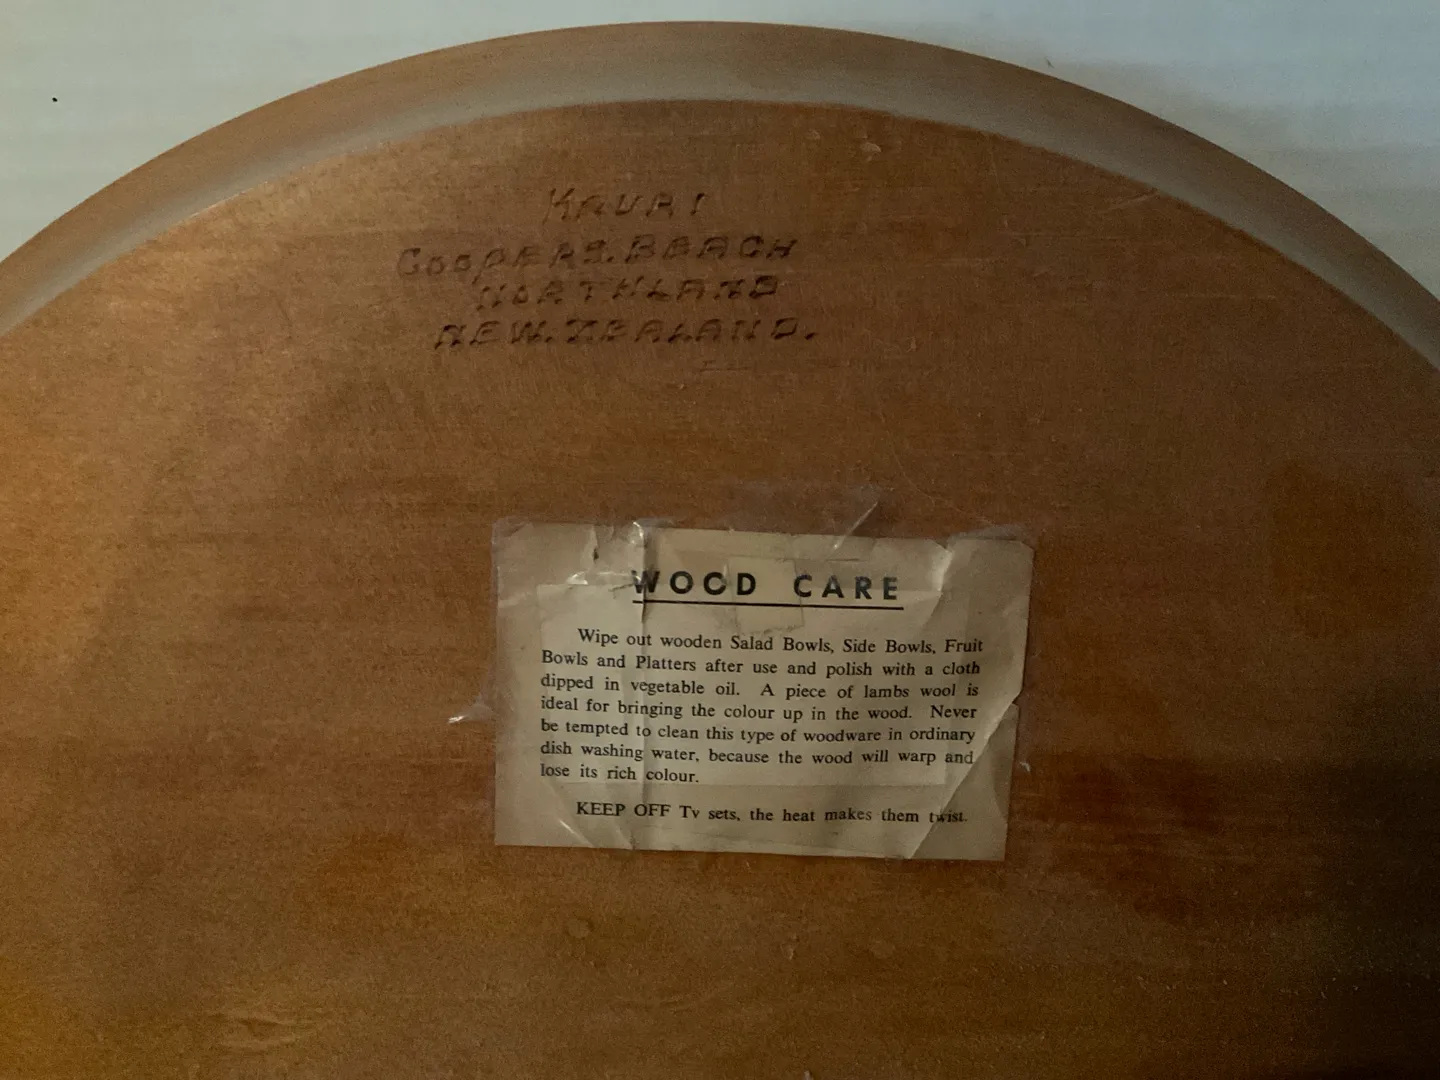 KAURI
COOPERS.BEACH
NORTHLAND
NEW.ZEALAND.
WOOD CARE
Wipe out wooden Salad Bowls, Side Bowls, Fruit
Bowls and Platters after use and polish with a cloth
dipped in vegetable oil. A piece of lambs wool is
ideal for bringing the colour up in the wood. Never
be tempted to clean this type of woodware in ordinary
dish washing water, because the wood will warp and
lose its rich colour.
KEEP OFF Tv sets, the heat makes them twist.